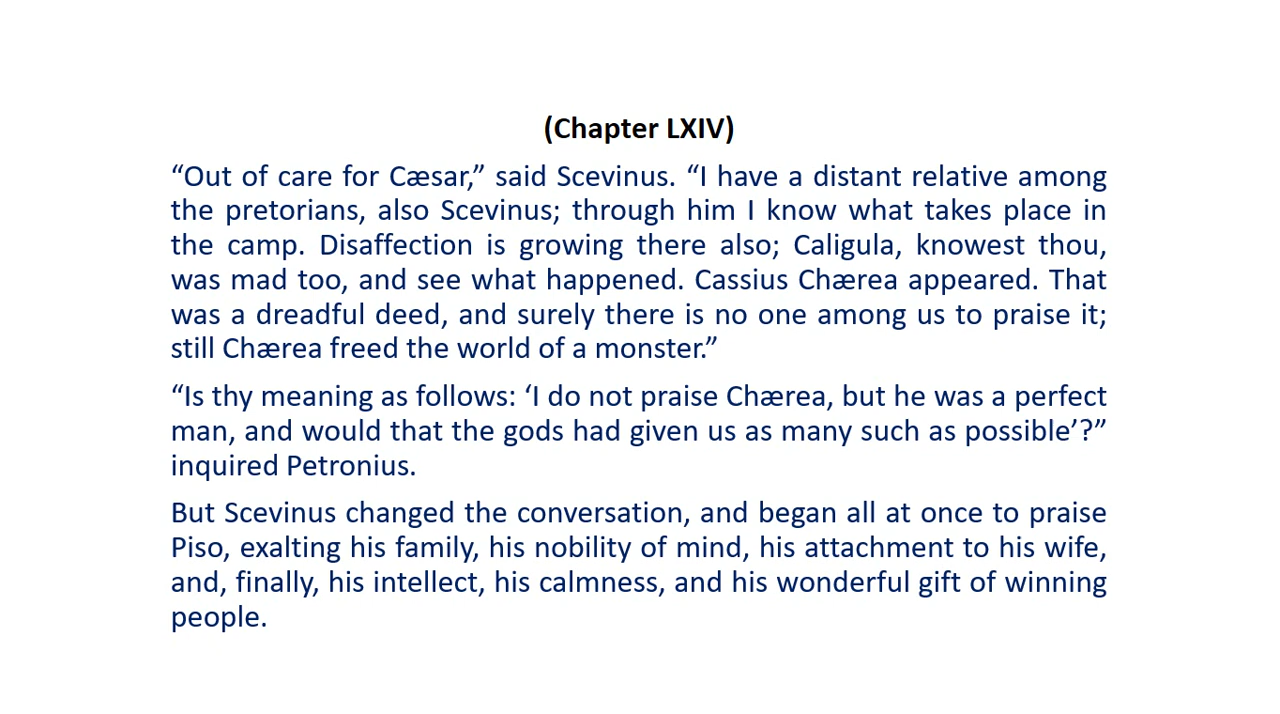 (Chapter LXIV)
“Out of care for Cæsar,” said Scevinus. “I have a distant relative among
the pretorians, also Scevinus; through him I know what takes place in
the camp. Disaffection is growing there also; Caligula, knowest thou,
was mad too, and see what happened. Cassius Chærea appeared. That
was a dreadful deed, and surely there is no one among us to praise it;
still Chærea freed the world of a monster.”
“Is thy meaning as follows: ‘I do not praise Chærea, but he was a perfect
man, and would that the gods had given us as many such as possible’?”
inquired Petronius.
But Scevinus changed the conversation, and began all at once to praise
Piso, exalting his family, his nobility of mind, his attachment to his wife,
and, finally, his intellect, his calmness, and his wonderful gift of winning
people.